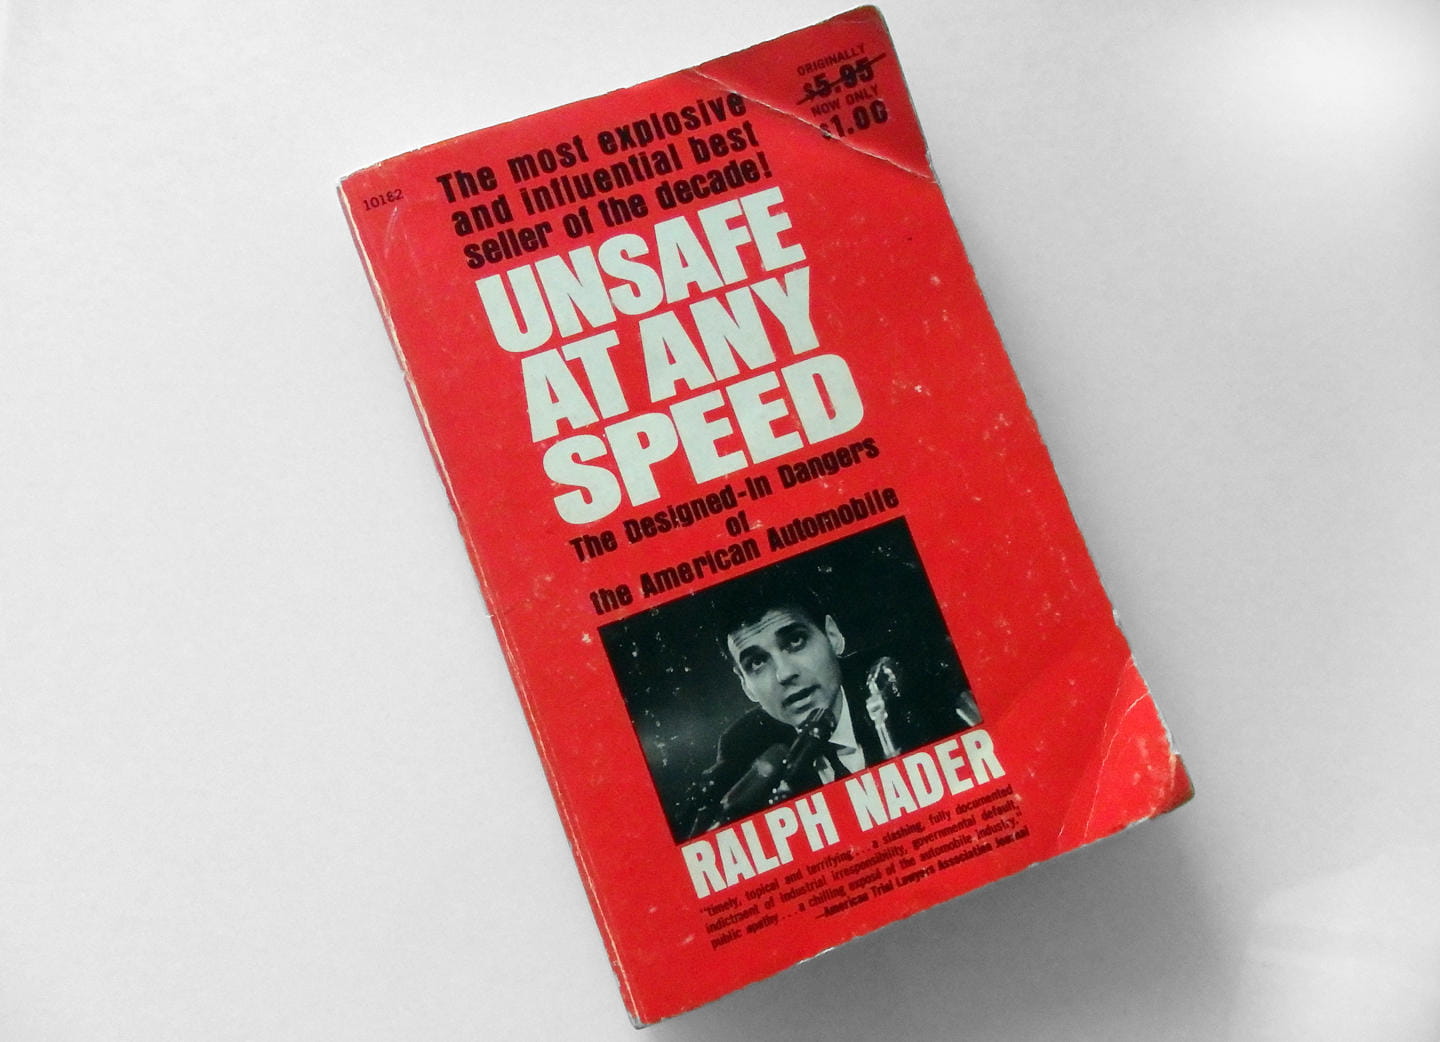 10182
ORIGINALLY
$5.95
NOW ONLY
$1.00
The most explosive
and influential best
seller of the decade!
UNSAFE
AT ANY
SPEED
The Designed-In Dangers
of
the American Automobile
RALPH NADER
"timely, topical and terrifying...a slashing, fully documented
indictment of industrial irresponsibility, governmental default,
public apathy...a chilling exposé of the automobile industry."
—American Trial Lawyers Association Journal